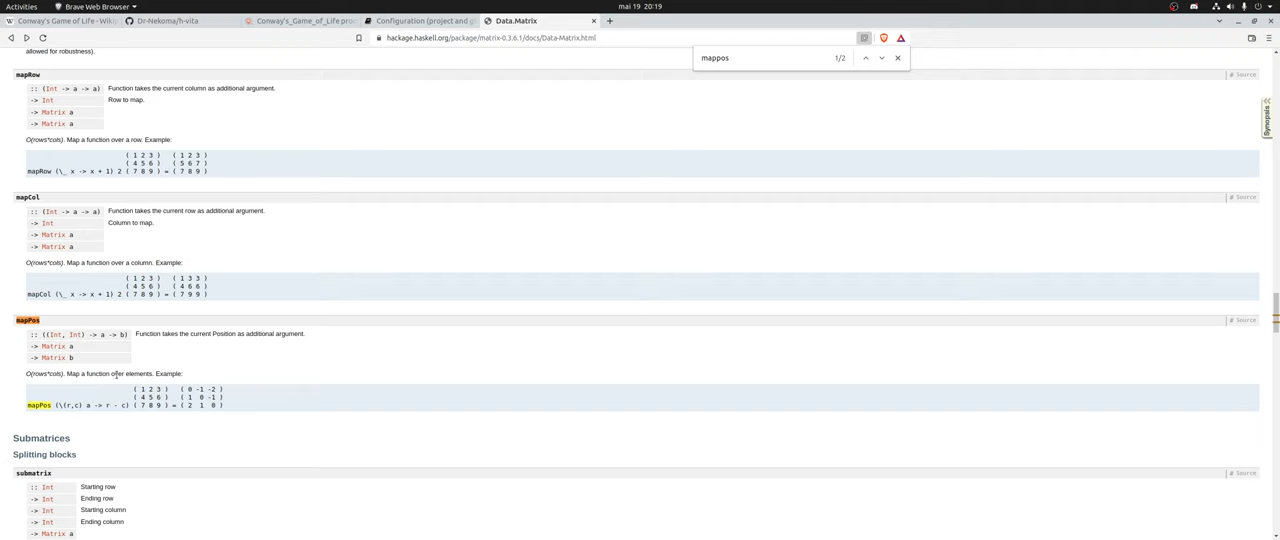 Activities Brave Web Browser mai 19 20:19
Conway's Game of Life - Wiki Dr-Nekoma/h-vita Conway's_Game_of_Life pro Configuration (project and g Data.Matrix
hackage.haskell.org/package/matrix-0.3.6.1/docs/Data-Matrix.html
mappos 1/2
allowed for robustness).
mapRow # Source
:: (Int -> a -> a) Function takes the current column as additional argument.
-> Int Row to map.
-> Matrix a
-> Matrix a
O(rows*cols). Map a function over a row. Example:
( 1 2 3 ) ( 1 2 3 )
( 4 5 6 ) ( 5 6 7 )
mapRow (\_ x -> x + 1) 2 ( 7 8 9 ) = ( 7 8 9 )
mapCol # Source
:: (Int -> a -> a) Function takes the current row as additional argument.
-> Int Column to map.
-> Matrix a
-> Matrix a
O(rows*cols). Map a function over a column. Example:
( 1 2 3 ) ( 1 3 3 )
( 4 5 6 ) ( 4 6 6 )
mapCol (\_ x -> x + 1) 2 ( 7 8 9 ) = ( 7 9 9 )
mapPos # Source
:: ((Int, Int) -> a -> b) Function takes the current Position as additional argument.
-> Matrix a
-> Matrix b
O(rows*cols). Map a function over elements. Example:
( 1 2 3 ) ( 0 -1 -2 )
( 4 5 6 ) ( 1 0 -1 )
mapPos (\(r,c) a -> r - c) ( 7 8 9 ) = ( 2 1 0 )
Submatrices
Splitting blocks
submatrix # Source
:: Int Starting row
-> Int Ending row
-> Int Starting column
-> Int Ending column
-> Matrix a
Synopsis